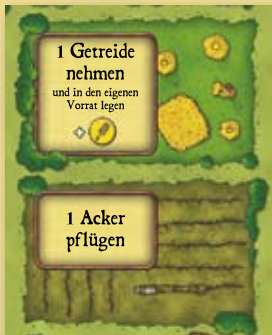 1 Getreide
nehmen
und in den eigenen
Vorrat legen
1 Acker
pflügen